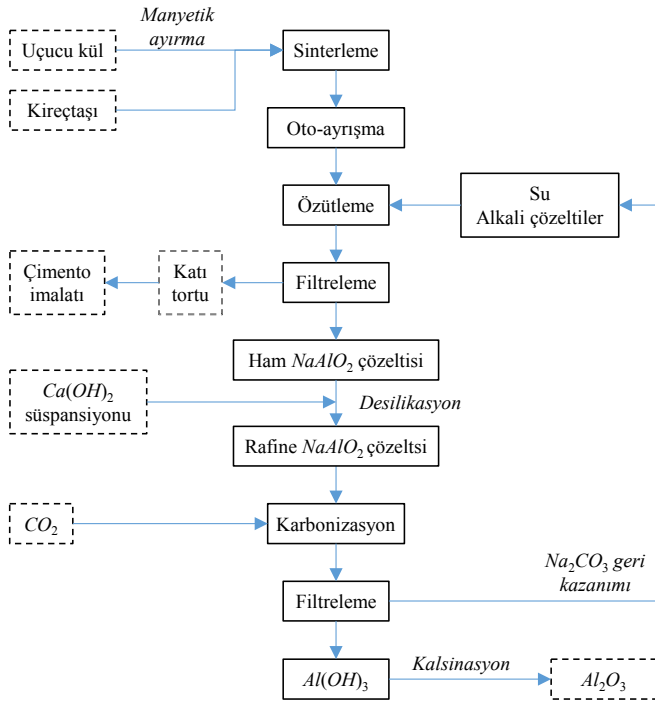 Manyetik
ayırma
Uçucu kül
Sinterleme
Kireçtaşı
Oto-ayrışma
Özütleme
Su
Alkali çözeltiler
Çimento
imalatı
Katı
tortu
Filtreleme
Ham NaAlO₂ çözeltisi
Ca(OH)₂
süspansiyonu
Desilikasyon
Rafine NaAlO₂ çözeltsi
CO₂
Karbonizasyon
Na₂CO₃ geri
kazanımı
Filtreleme
Al(OH)₃
Kalsinasyon
Al₂O₃